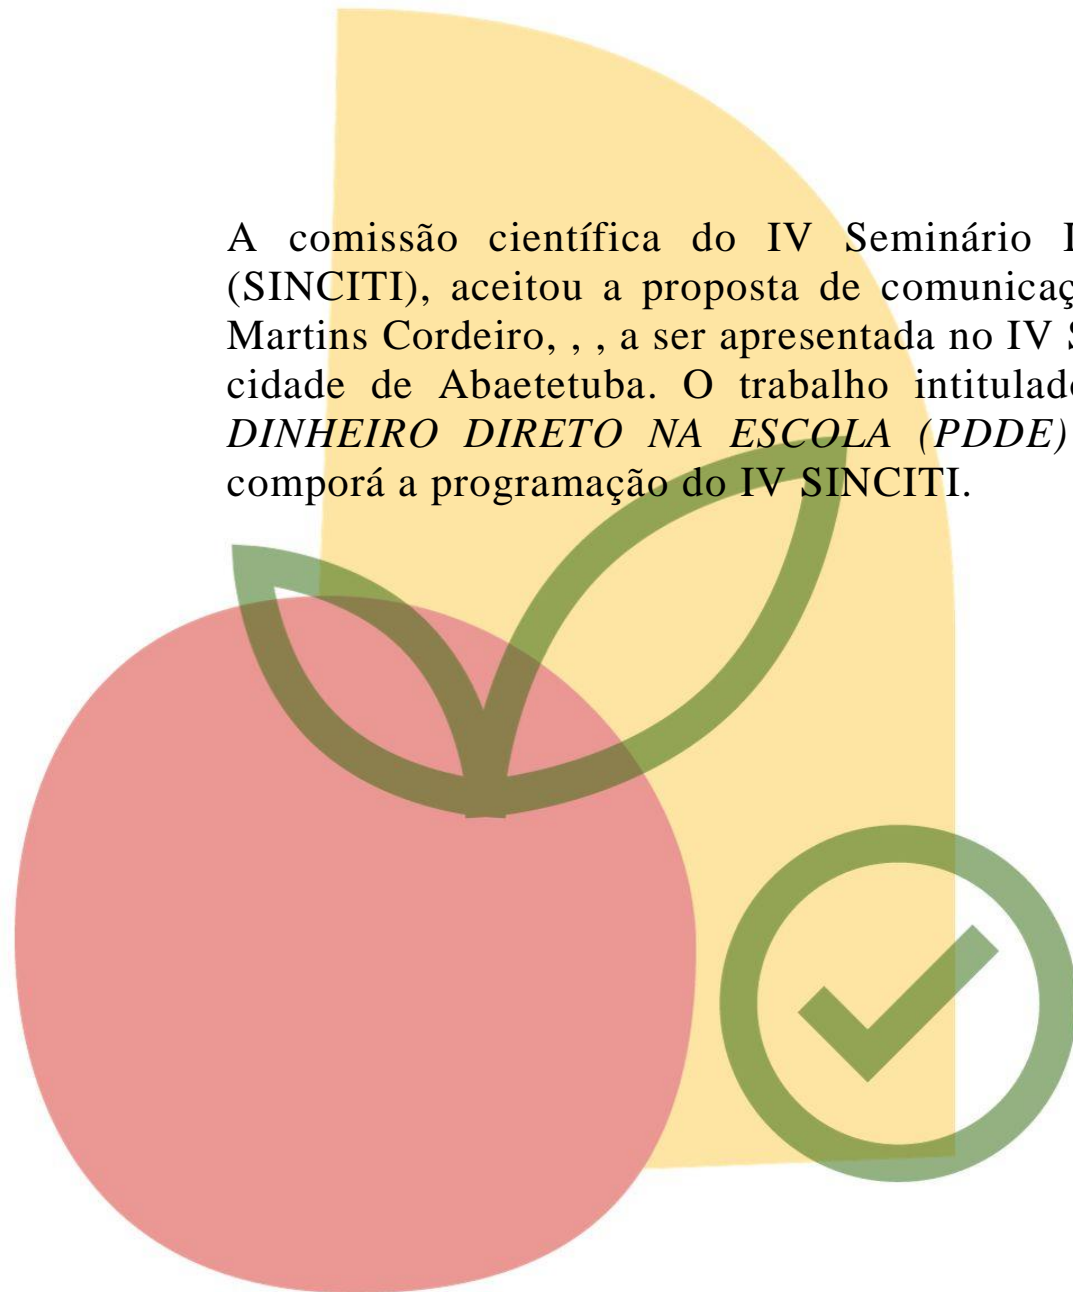 A comissão científica do IV Seminário
(SINCITI), aceitou a proposta de comunicaç
Martins Cordeiro, , , a ser apresentada no IV
cidade de Abaetetuba. O trabalho intitulado
DINHEIRO DIRETO NA ESCOLA (PDDE)
comporá a programação do IV SINCITI.